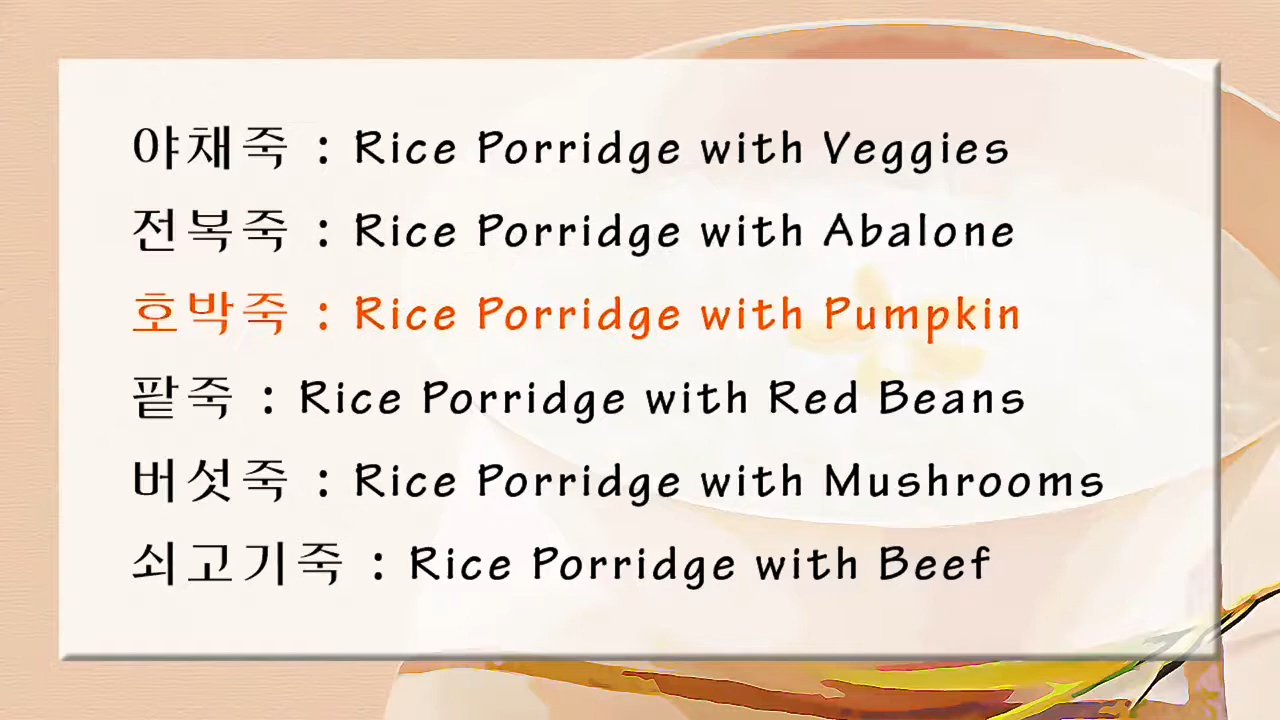 야채죽 : Rice Porridge with Veggies
전복죽 : Rice Porridge with Abalone
호박죽 : Rice Porridge with Pumpkin
팥죽 : Rice Porridge with Red Beans
버섯죽 : Rice Porridge with Mushrooms
쇠고기죽 : Rice Porridge with Beef